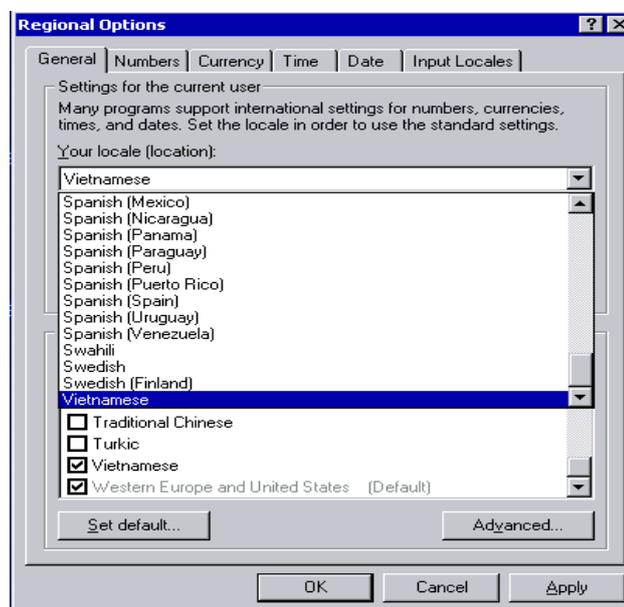 Regional Options
General Numbers Currency Time Date Input Locales
Settings for the current user
Many programs support international settings for numbers, currencies,
times, and dates. Set the locale in order to use the standard settings.
Your locale (location):
Vietnamese
Spanish (Mexico)
Spanish (Nicaragua)
Spanish (Panama)
Spanish (Paraguay)
Spanish (Peru)
Spanish (Puerto Rico)
Spanish (Spain)
Spanish (Uruguay)
Spanish (Venezuela)
Swahili
Swedish
Swedish (Finland)
Vietnamese
Traditional Chinese
Turkic
Vietnamese
Western Europe and United States (Default)
Set default... Advanced...
OK Cancel Apply